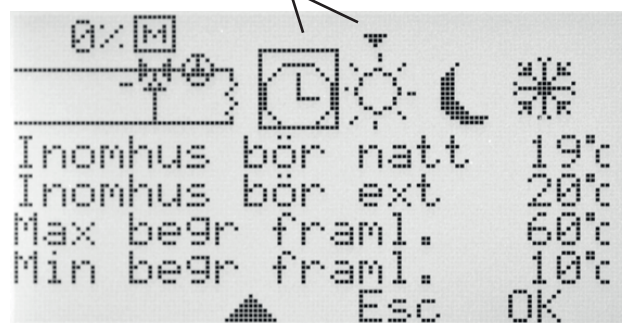 0% M
Inomhus bör natt 19°c
Inomhus bör ext 20°c
Max begr framl. 60°c
Min begr framl. 10°c
Esc OK